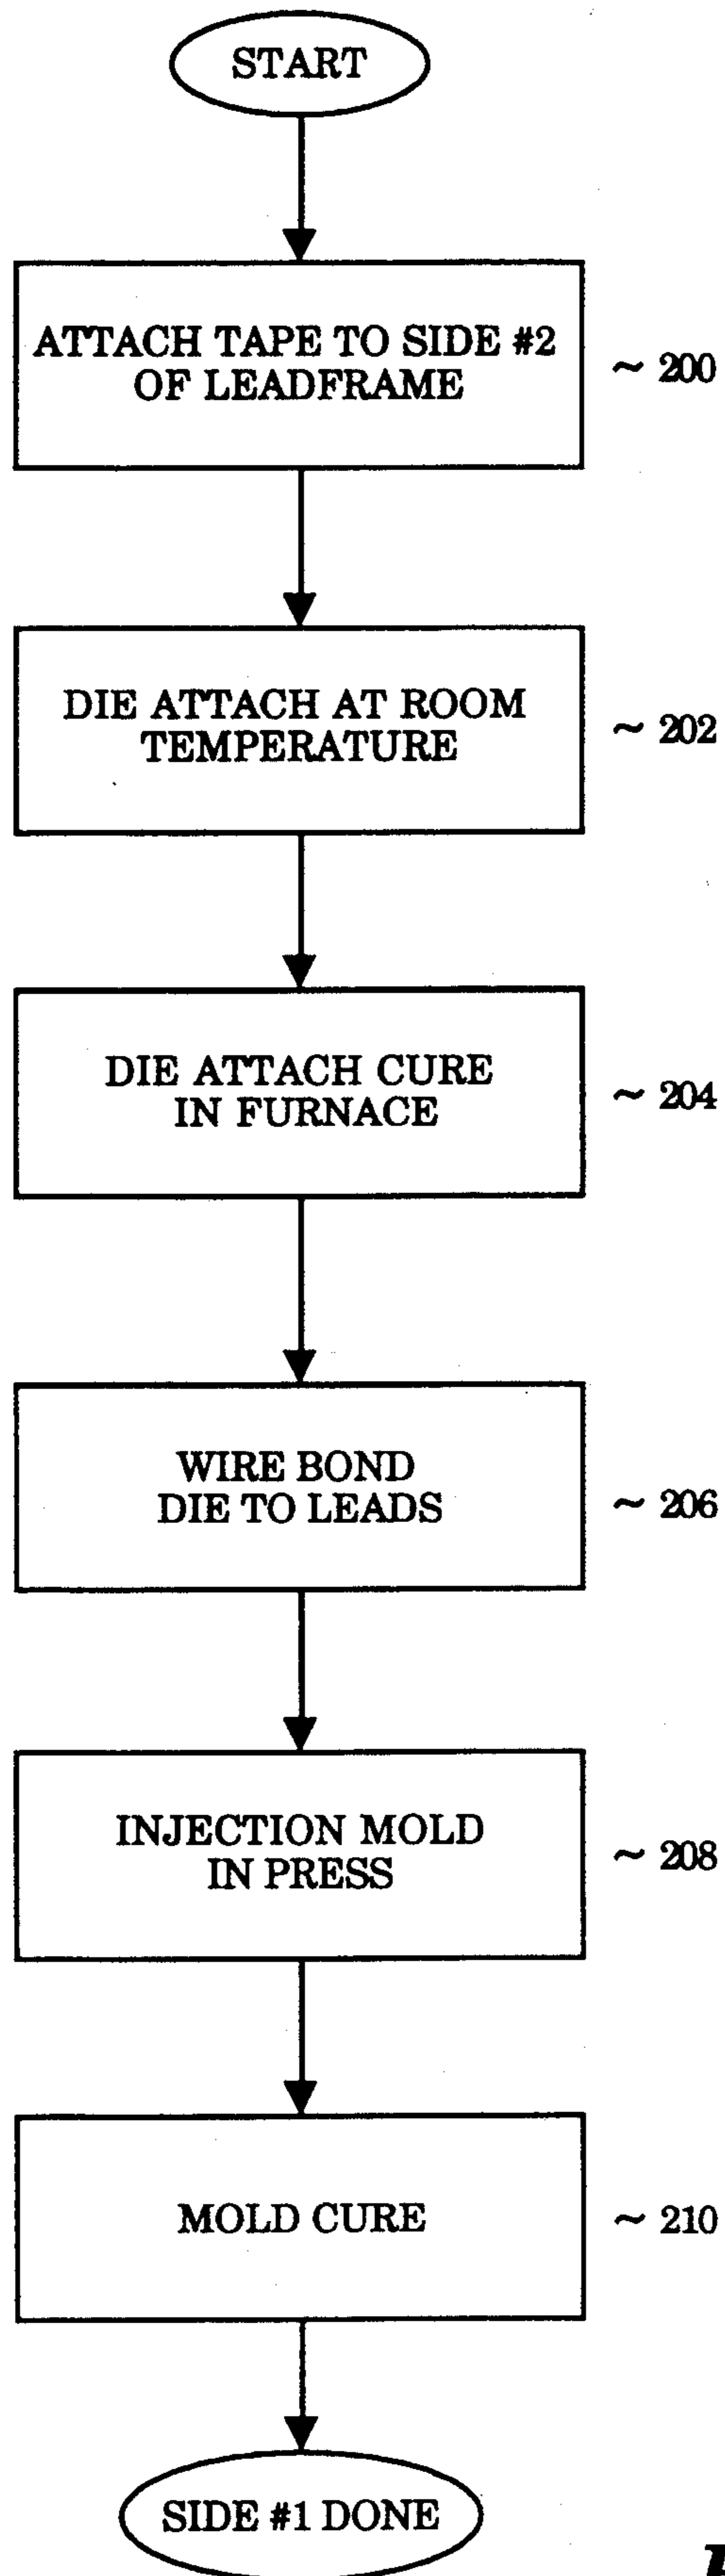 START
ATTACH TAPE TO SIDE #2
OF LEADFRAME
~ 200
DIE ATTACH AT ROOM
TEMPERATURE
~ 202
DIE ATTACH CURE
IN FURNACE
~ 204
WIRE BOND
DIE TO LEADS
~ 206
INJECTION MOLD
IN PRESS
~ 208
MOLD CURE
~ 210
SIDE #1 DONE